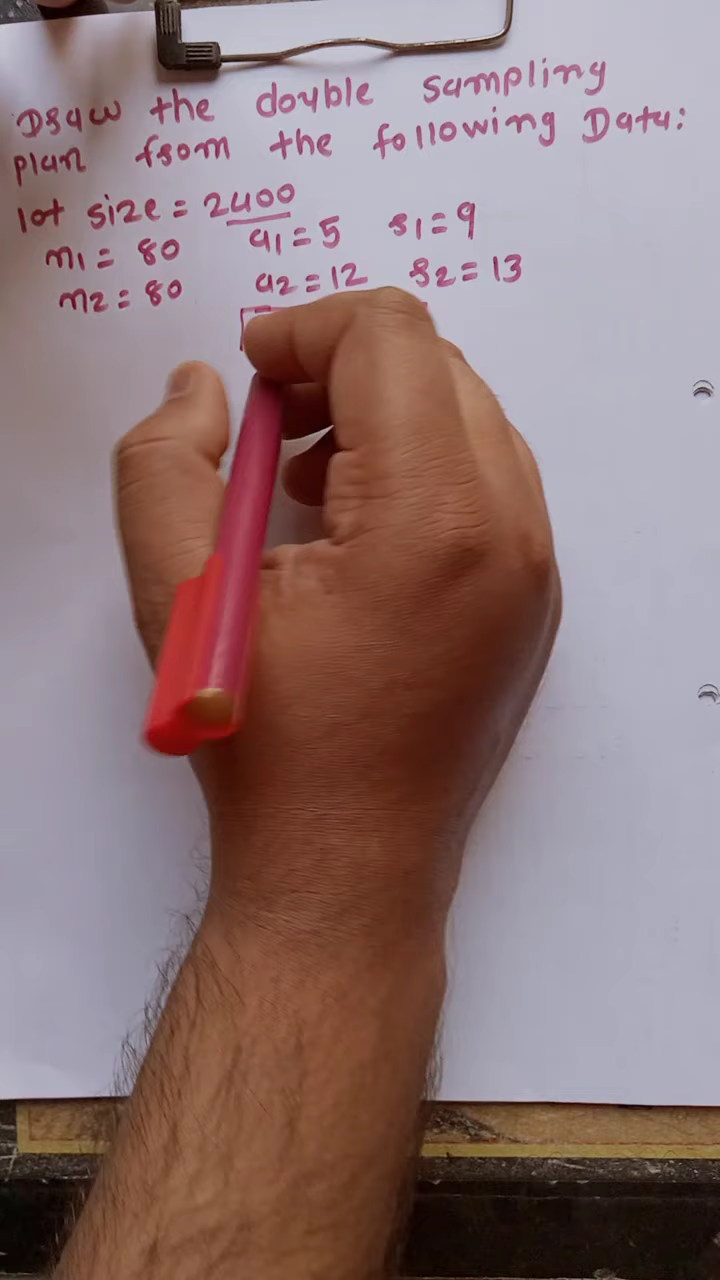 Draw the double sampling
plan from the following Data:
lot size = 2400
n1 = 80 a1 = 5 r1 = 9
n2 = 80 a2 = 12 r2 = 13